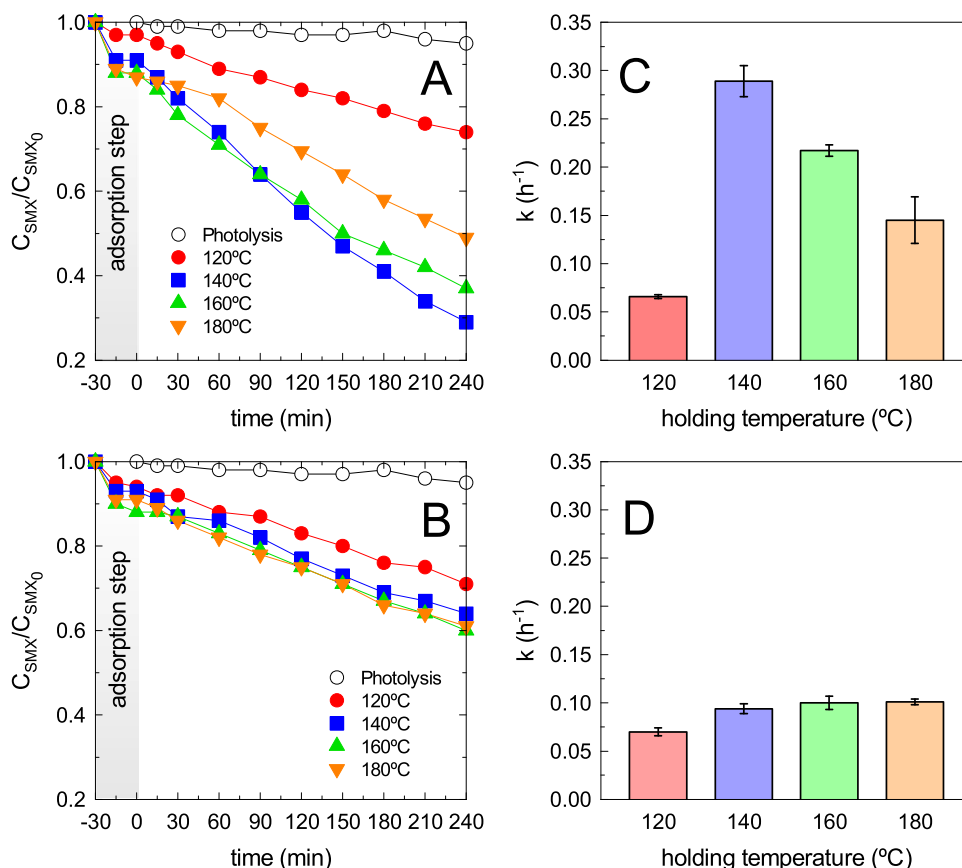 A
C_SMX/C_SMX0
1.0
0.8
0.6
0.4
0.2
adsorption step
Photolysis
120ºC
140ºC
160ºC
180ºC
-30 0 30 60 90 120 150 180 210 240
time (min)
C
k (h⁻¹)
0.35
0.30
0.25
0.20
0.15
0.10
0.05
0.00
120 140 160 180
holding temperature (ºC)
B
C_SMX/C_SMX0
1.0
0.8
0.6
0.4
0.2
adsorption step
Photolysis
120ºC
140ºC
160ºC
180ºC
-30 0 30 60 90 120 150 180 210 240
time (min)
D
k (h⁻¹)
0.35
0.30
0.25
0.20
0.15
0.10
0.05
0.00
120 140 160 180
holding temperature (ºC)